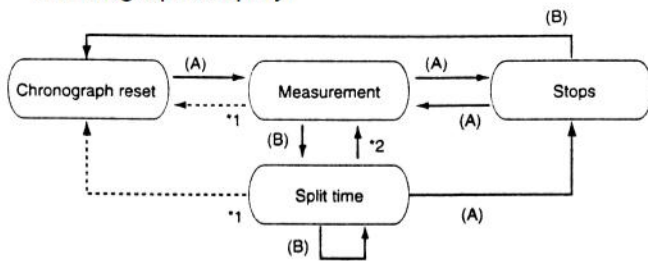 (B)
(A)
(A)
Chronograph reset
Measurement
Stops
*1
(A)
(B)
*2
Split time
*1
(A)
(B)